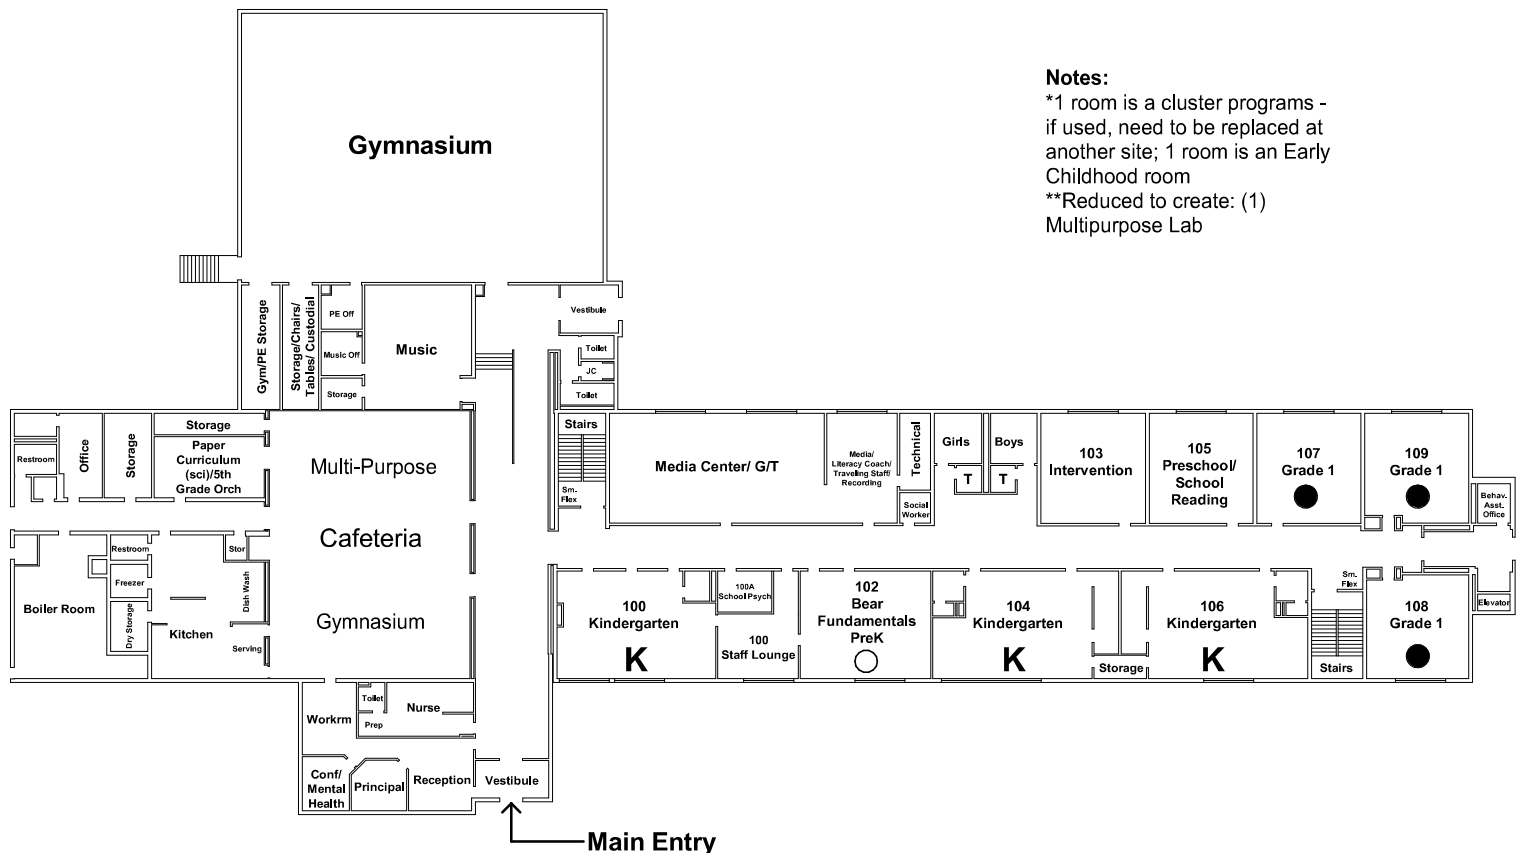 Gymnasium
Notes:
*1 room is a cluster programs -
if used, need to be replaced at
another site; 1 room is an Early
Childhood room
**Reduced to create: (1)
Multipurpose Lab
Gym/PE Storage
Storage/Chairs/
Tables/ Custodial
PE Off
Music Off
Storage
Music
Vestibule
Toilet
JC
Toilet
Restroom
Office
Storage
Storage
Paper
Curriculum
(sci)/5th
Grade Orch
Multi-Purpose
Cafeteria
Gymnasium
Stairs
Sm.
Flex
Media Center/ G/T
Media/
Literacy Coach/
Traveling Staff/
Recording
Technical
Social
Worker
Girls
T
Boys
T
103
Intervention
105
Preschool/
School
Reading
107
Grade 1
109
Grade 1
Behav.
Asst.
Office
Boiler Room
Restroom
Freezer
Dry Storage
Stor
Dish Wash
Kitchen
Serving
100
Kindergarten
K
100A
School Psych
100
Staff Lounge
102
Bear
Fundamentals
PreK
104
Kindergarten
K
Storage
106
Kindergarten
K
Sm.
Flex
Stairs
108
Grade 1
Elevator
Workrm
Toilet
Prep
Nurse
Conf/
Mental
Health
Principal
Reception
Vestibule
Main Entry